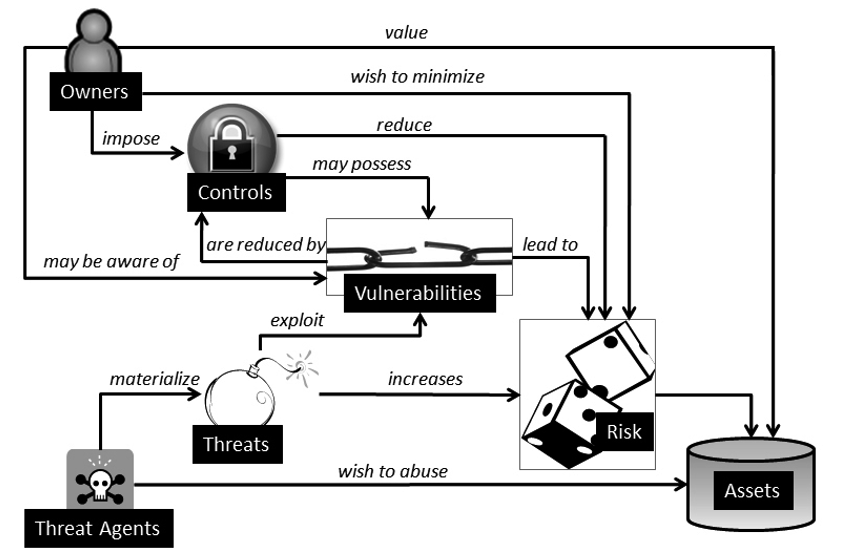 value
wish to minimize
Owners
reduce
impose
may possess
Controls
are reduced by
lead to
may be aware of
Vulnerabilities
exploit
materialize
increases
Threats
Risk
wish to abuse
Assets
Threat Agents